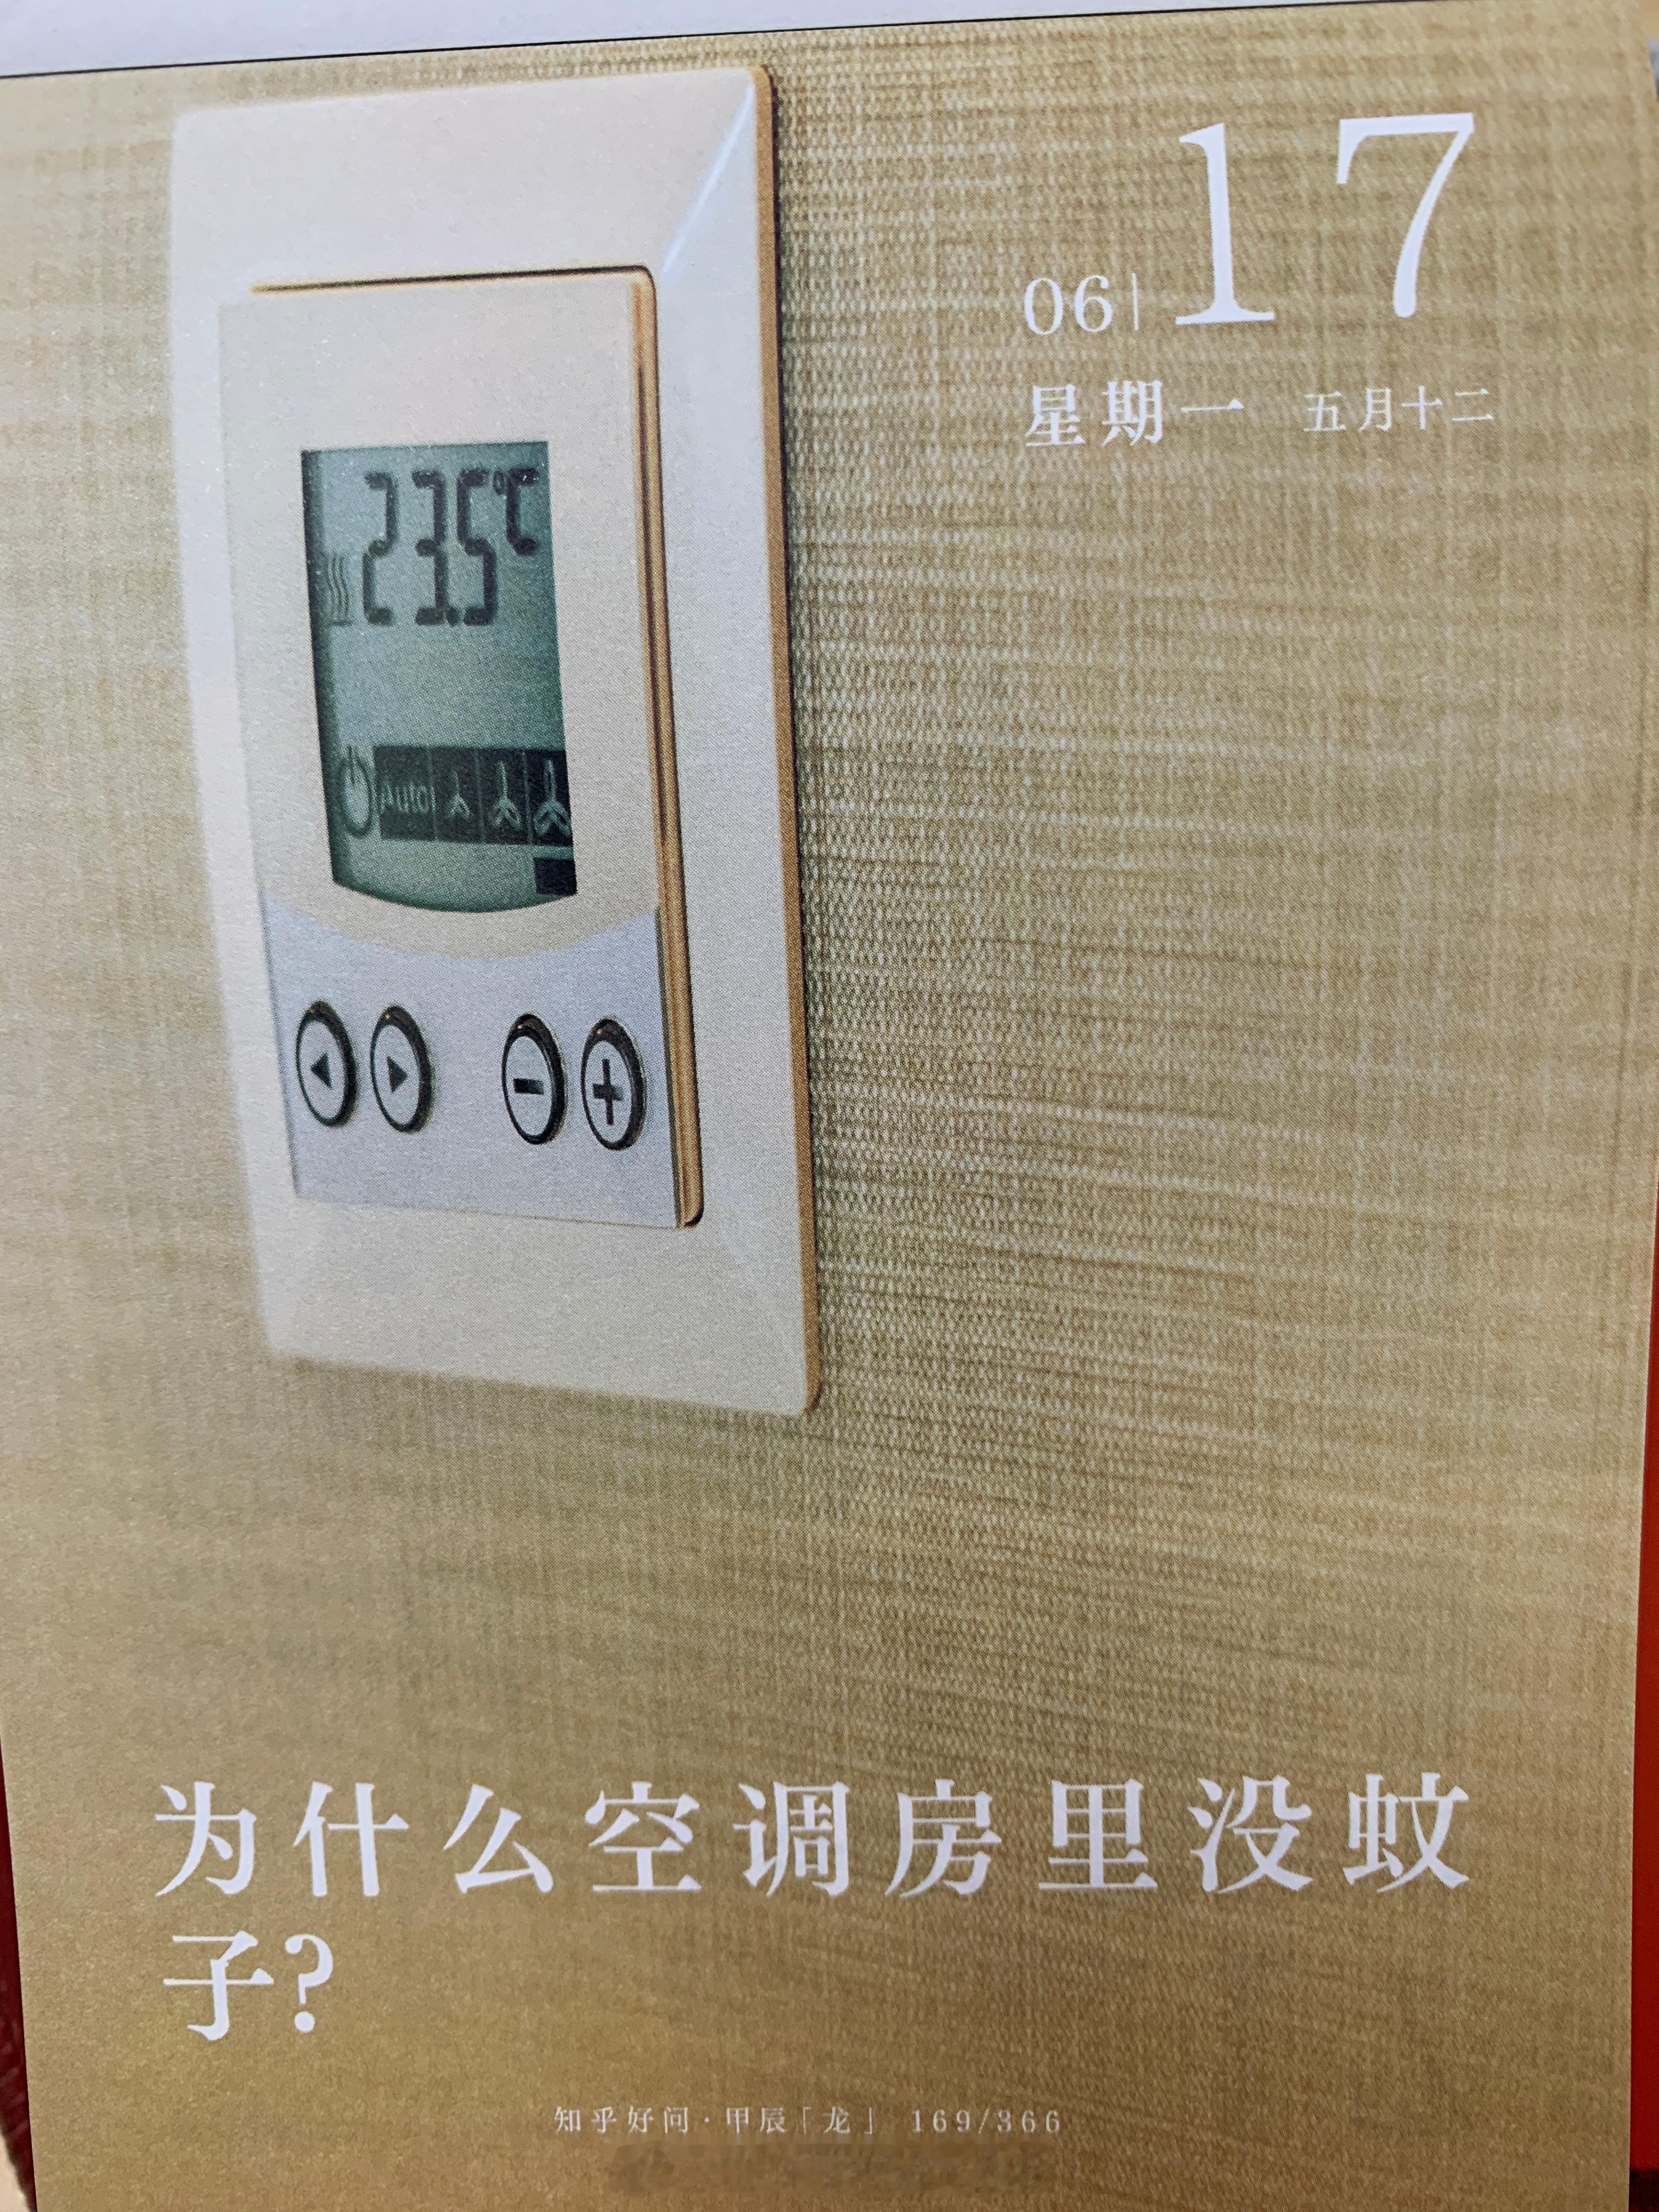 17
06|
星期一 五月十二
23.5℃
Auto
为什么空调房里没蚊
子?
知乎好问·甲辰「龙」 169/366